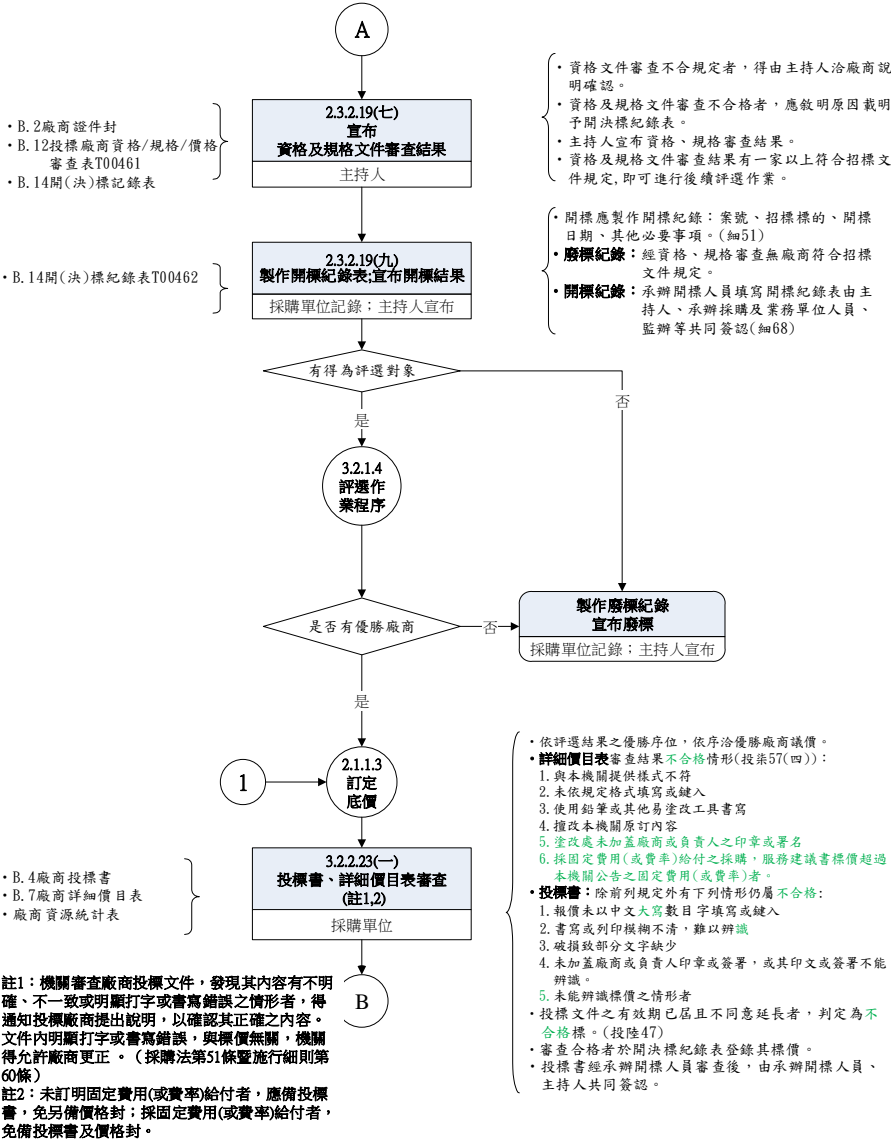 A
・B.2廠商證件封
・B.12投標廠商資格/規格/價格
審查表T00461
・B.14開(決)標記錄表
2.3.2.19(七)
宣布
資格及規格文件審查結果
主持人
・資格文件審查不合規定者，得由主持人洽廠商說
明確認。
・資格及規格文件審查不合格者，應敘明原因載明
予開決標紀錄表。
・主持人宣布資格、規格審查結果。
・資格及規格文件審查結果有一家以上符合招標文
件規定,即可進行後續評選作業。
・B.14開(決)標紀錄表T00462
2.3.2.19(九)
製作開標紀錄表;宣布開標結果
採購單位記錄；主持人宣布
・開標應製作開標紀錄：案號、招標標的、開標
日期、其他必要事項。(細51)
・廢標紀錄：經資格、規格審查無廠商符合招標
文件規定。
・開標紀錄：承辦開標人員填寫開標紀錄表由主
持人、承辦採購及業務單位人員、
監辦等共同簽認(細68)
有得為評選對象
是
否
3.2.1.4
評選作
業程序
是否有優勝廠商
否
製作廢標紀錄
宣布廢標
採購單位記錄；主持人宣布
是
1
2.1.1.3
訂定
底價
・B.4廠商投標書
・B.7廠商詳細價目表
・廠商資源統計表
3.2.2.23(一)
投標書、詳細價目表審查
(註1,2)
採購單位
B
・依評選結果之優勝序位，依序洽優勝廠商議價。
・詳細價目表審查結果不合格情形(投柒57(四))：
1.與本機關提供樣式不符
2.未依規定格式填寫或鍵入
3.使用鉛筆或其他易塗改工具書寫
4.擅改本機關原訂內容
5.塗改處未加蓋廠商或負責人之印章或署名
6.採固定費用(或費率)給付之採購，服務建議書標價超過
本機關公告之固定費用(或費率)者。
・投標書：除前列規定外有下列情形仍屬不合格:
1.報價未以中文大寫數目字填寫或鍵入
2.書寫或列印模糊不清，難以辨識
3.破損致部分文字缺少
4.未加蓋廠商或負責人印章或簽署，或其印文或簽署不能
辨識。
5.未能辨識標價之情形者
・投標文件之有效期已屆且不同意延長者，判定為不
合格標。(投陸47)
・審查合格者於開決標紀錄表登錄其標價。
・投標書經承辦開標人員審查後，由承辦開標人員、
主持人共同簽認。
註1：機關審查廠商投標文件，發現其內容有不明
確、不一致或明顯打字或書寫錯誤之情形者，得
通知投標廠商提出說明，以確認其正確之內容。
文件內明顯打字或書寫錯誤，與標價無關，機關
得允許廠商更正 。（採購法第51條暨施行細則第
60條）
註2：未訂明固定費用(或費率)給付者，應備投標
書，免另備價格封；採固定費用(或費率)給付者，
免備投標書及價格封。